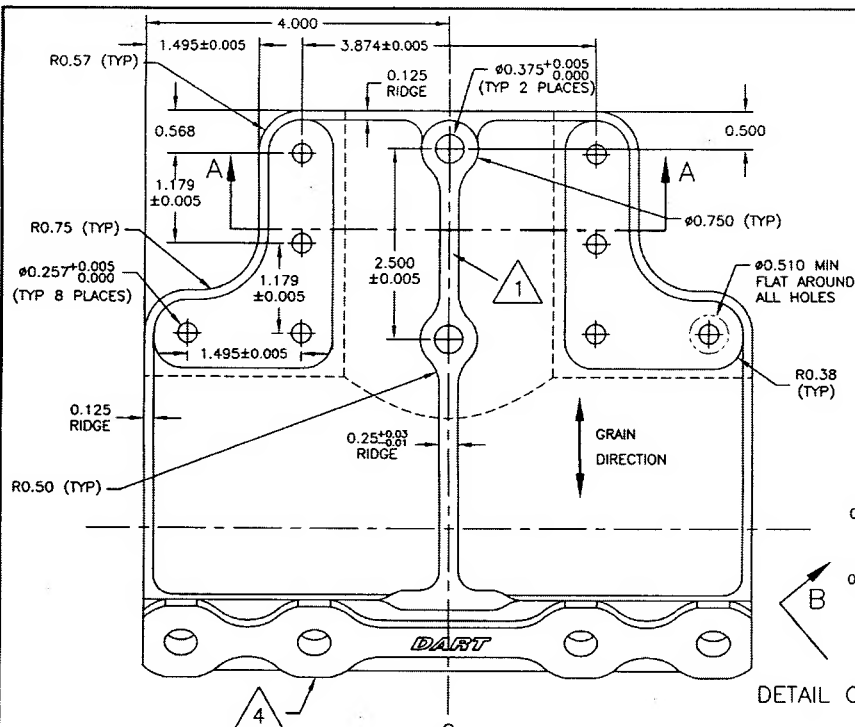 4.000
1.495±0.005
3.874±0.005
R0.57 (TYP)
0.125
RIDGE
ø0.375+0.005
0.000
(TYP 2 PLACES)
0.568
0.500
A
A
1.179
±0.005
R0.75 (TYP)
ø0.750 (TYP)
ø0.257+0.005
0.000
(TYP 8 PLACES)
1.179
±0.005
2.500
±0.005
1
ø0.510 MIN
FLAT AROUND
ALL HOLES
1.495±0.005
R0.38
(TYP)
0.125
RIDGE
0.25+0.03
-0.01
RIDGE
GRAIN
DIRECTION
R0.50 (TYP)
B
DART
DETAIL
4